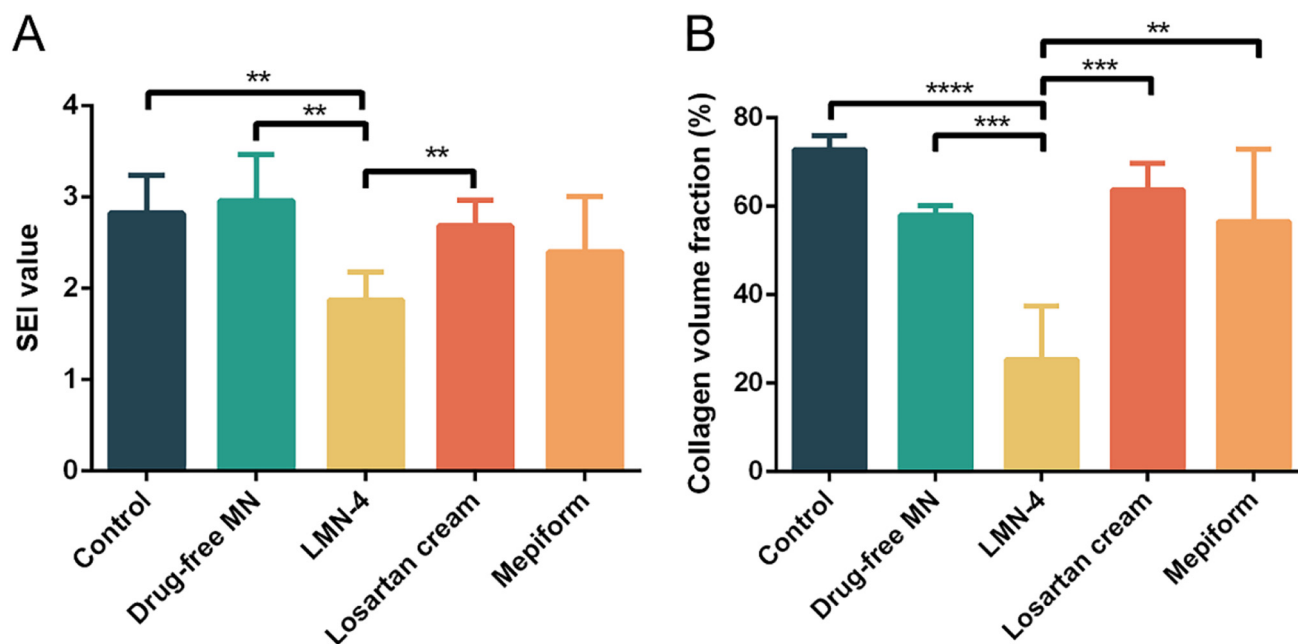 A
SEI value
4
3
2
1
0
**
**
**
Control
Drug-free MN
LMN-4
Losartan cream
Mepiform
B
Collagen volume fraction (%)
80
60
40
20
0
**
***
****
***
Control
Drug-free MN
LMN-4
Losartan cream
Mepiform